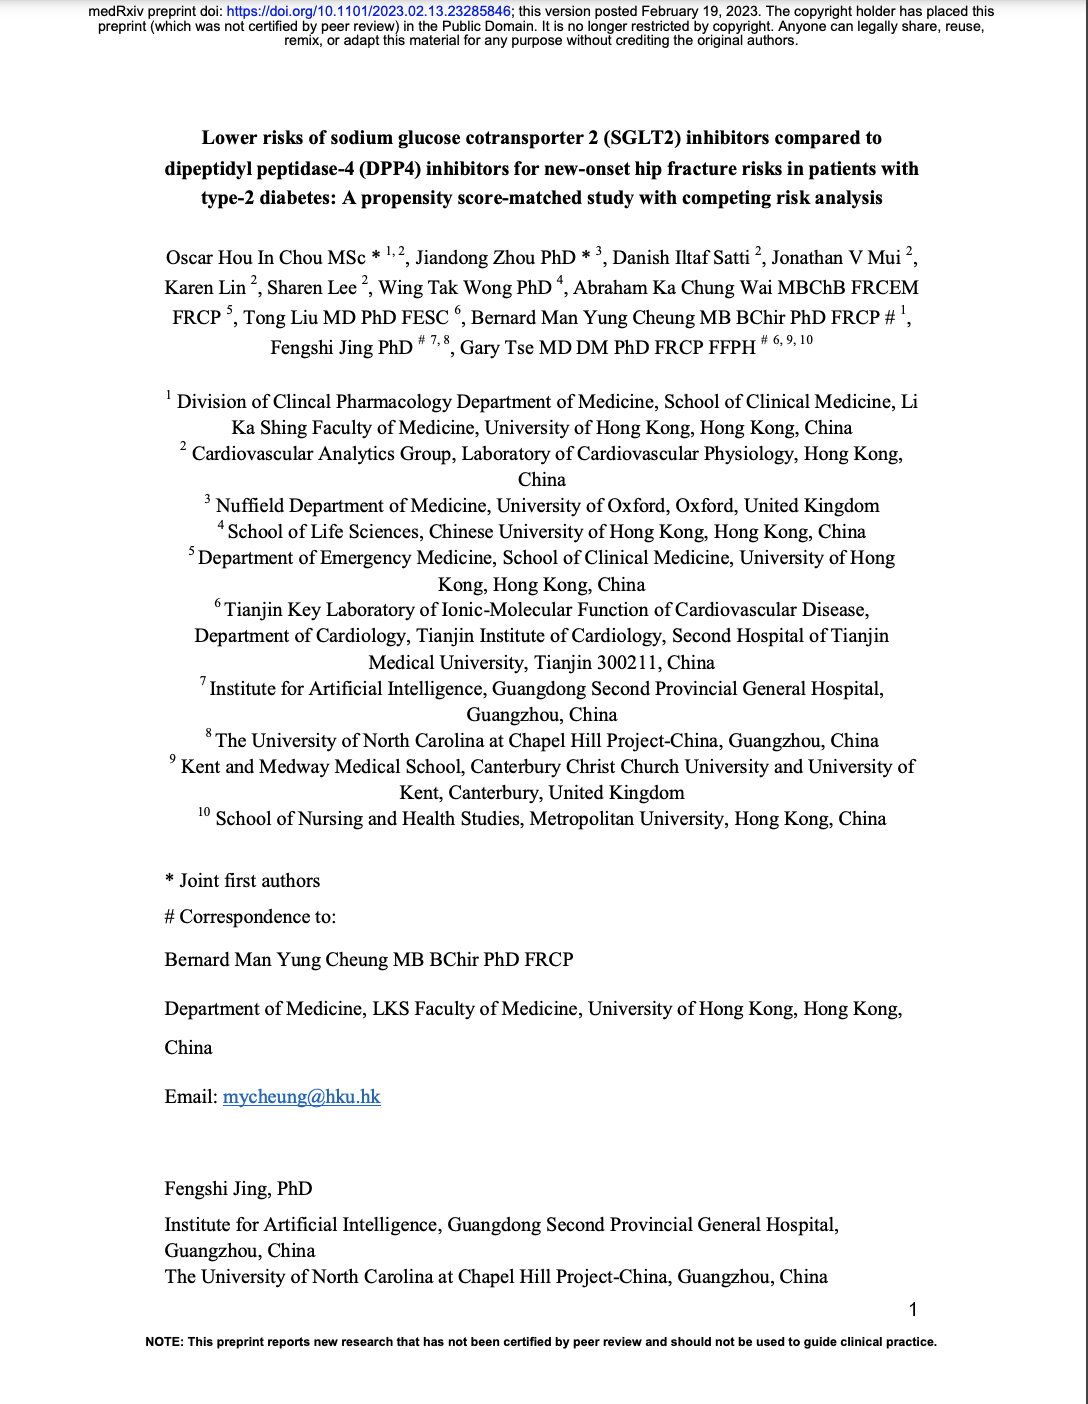 medRxiv preprint doi: https://doi.org/10.1101/2023.02.13.23285846; this version posted February 19, 2023. The copyright holder has placed this
preprint (which was not certified by peer review) in the Public Domain. It is no longer restricted by copyright. Anyone can legally share, reuse,
remix, or adapt this material for any purpose without crediting the original authors.
Lower risks of sodium glucose cotransporter 2 (SGLT2) inhibitors compared to
dipeptidyl peptidase-4 (DPP4) inhibitors for new-onset hip fracture risks in patients with
type-2 diabetes: A propensity score-matched study with competing risk analysis
Oscar Hou In Chou MSc * 1, 2, Jiandong Zhou PhD * 3, Danish Iltaf Satti 2, Jonathan V Mui 2,
Karen Lin 2, Sharen Lee 2, Wing Tak Wong PhD 4, Abraham Ka Chung Wai MBChB FRCEM
FRCP 5, Tong Liu MD PhD FESC 6, Bernard Man Yung Cheung MB BChir PhD FRCP # 1,
Fengshi Jing PhD # 7, 8, Gary Tse MD DM PhD FRCP FFPH # 6, 9, 10
1 Division of Clincal Pharmacology Department of Medicine, School of Clinical Medicine, Li
Ka Shing Faculty of Medicine, University of Hong Kong, Hong Kong, China
2 Cardiovascular Analytics Group, Laboratory of Cardiovascular Physiology, Hong Kong,
China
3 Nuffield Department of Medicine, University of Oxford, Oxford, United Kingdom
4 School of Life Sciences, Chinese University of Hong Kong, Hong Kong, China
5 Department of Emergency Medicine, School of Clinical Medicine, University of Hong
Kong, Hong Kong, China
6 Tianjin Key Laboratory of Ionic-Molecular Function of Cardiovascular Disease,
Department of Cardiology, Tianjin Institute of Cardiology, Second Hospital of Tianjin
Medical University, Tianjin 300211, China
7 Institute for Artificial Intelligence, Guangdong Second Provincial General Hospital,
Guangzhou, China
8 The University of North Carolina at Chapel Hill Project-China, Guangzhou, China
9 Kent and Medway Medical School, Canterbury Christ Church University and University of
Kent, Canterbury, United Kingdom
10 School of Nursing and Health Studies, Metropolitan University, Hong Kong, China
* Joint first authors
# Correspondence to:
Bernard Man Yung Cheung MB BChir PhD FRCP
Department of Medicine, LKS Faculty of Medicine, University of Hong Kong, Hong Kong,
China
Email: mycheung@hku.hk
Fengshi Jing, PhD
Institute for Artificial Intelligence, Guangdong Second Provincial General Hospital,
Guangzhou, China
The University of North Carolina at Chapel Hill Project-China, Guangzhou, China
1
NOTE: This preprint reports new research that has not been certified by peer review and should not be used to guide clinical practice.